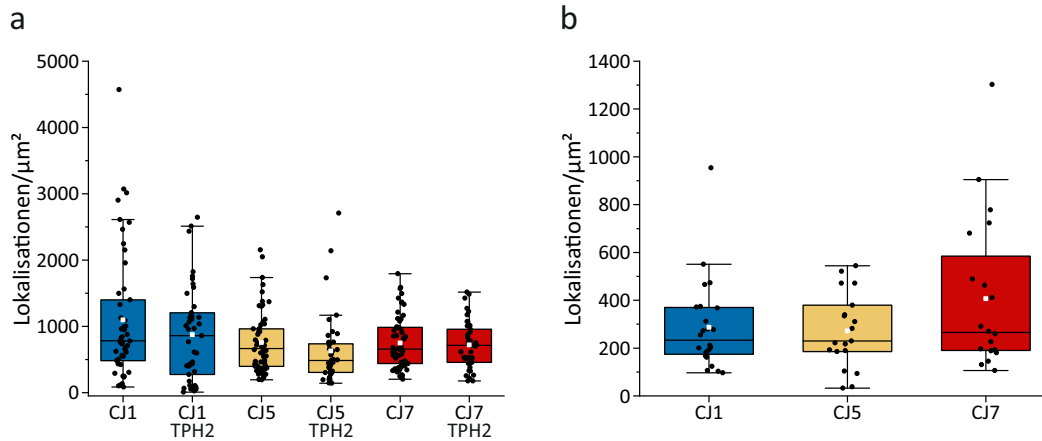 a
b
Lokalisationen/µm²
5000
4000
3000
2000
1000
0
CJ1
CJ1
TPH2
CJ5
CJ5
TPH2
CJ7
CJ7
TPH2
Lokalisationen/µm²
1400
1200
1000
800
600
400
200
0
CJ1
CJ5
CJ7